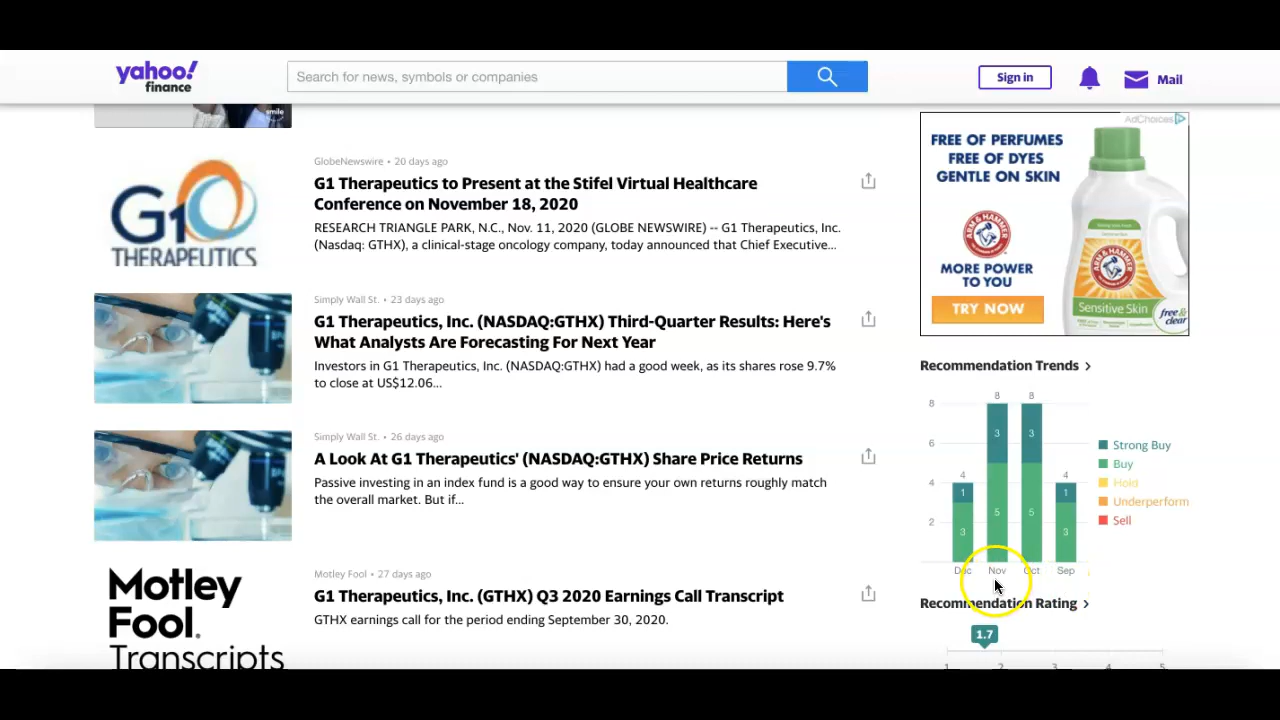 yahoo!
finance
Search for news, symbols or companies
Sign in
Mail
smile
G1
THERAPEUTICS
GlobeNewswire • 20 days ago
G1 Therapeutics to Present at the Stifel Virtual Healthcare
Conference on November 18, 2020
RESEARCH TRIANGLE PARK, N.C., Nov. 11, 2020 (GLOBE NEWSWIRE) -- G1 Therapeutics, Inc.
(Nasdaq: GTHX), a clinical-stage oncology company, today announced that Chief Executive...
Simply Wall St. • 23 days ago
G1 Therapeutics, Inc. (NASDAQ:GTHX) Third-Quarter Results: Here's
What Analysts Are Forecasting For Next Year
Investors in G1 Therapeutics, Inc. (NASDAQ:GTHX) had a good week, as its shares rose 9.7%
to close at US$12.06...
Simply Wall St. • 26 days ago
A Look At G1 Therapeutics' (NASDAQ:GTHX) Share Price Returns
Passive investing in an index fund is a good way to ensure your own returns roughly match
the overall market. But if...
Motley
Fool.
Transcripts
Motley Fool • 27 days ago
G1 Therapeutics, Inc. (GTHX) Q3 2020 Earnings Call Transcript
GTHX earnings call for the period ending September 30, 2020.
AdChoices
FREE OF PERFUMES
FREE OF DYES
GENTLE ON SKIN
ARM & HAMMER
MORE POWER
TO YOU
TRY NOW
ARM & HAMMER
Sensitive Skin
free &
clear
Recommendation Trends
8 8 8
3 3
6
4 4 4
1 1
5 5
2 3 3
Dec Nov Oct Sep
Strong Buy
Buy
Hold
Underperform
Sell
Recommendation Rating
1.7
1 2 3 4 5